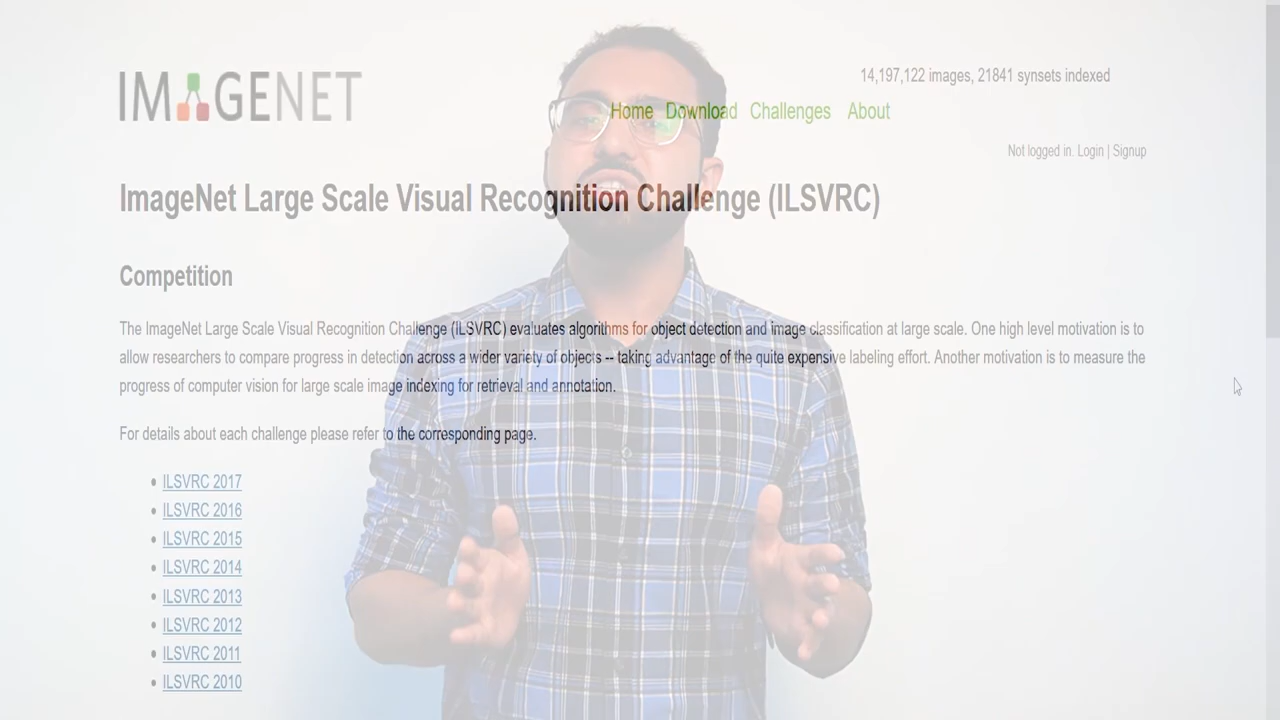 IMAGENET
14,197,122 images, 21841 synsets indexed
Home Download Challenges About
Not logged in. Login | Signup
ImageNet Large Scale Visual Recognition Challenge (ILSVRC)
Competition
The ImageNet Large Scale Visual Recognition Challenge (ILSVRC) evaluates algorithms for object detection and image classification at large scale. One high level motivation is to
allow researchers to compare progress in detection across a wider variety of objects -- taking advantage of the quite expensive labeling effort. Another motivation is to measure the
progress of computer vision for large scale image indexing for retrieval and annotation.
For details about each challenge please refer to the corresponding page.
• ILSVRC 2017
• ILSVRC 2016
• ILSVRC 2015
• ILSVRC 2014
• ILSVRC 2013
• ILSVRC 2012
• ILSVRC 2011
• ILSVRC 2010